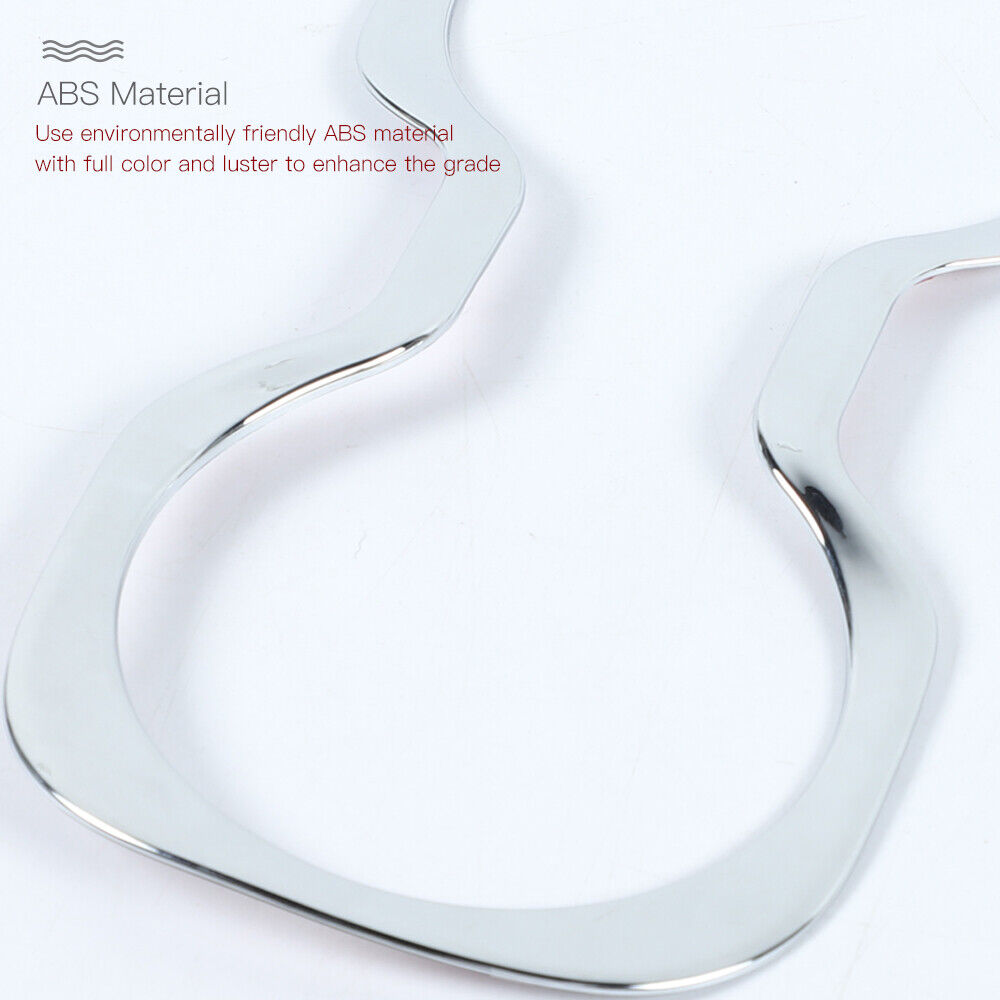 ABS Material
Use environmentally friendly ABS material
with full color and luster to enhance the grade